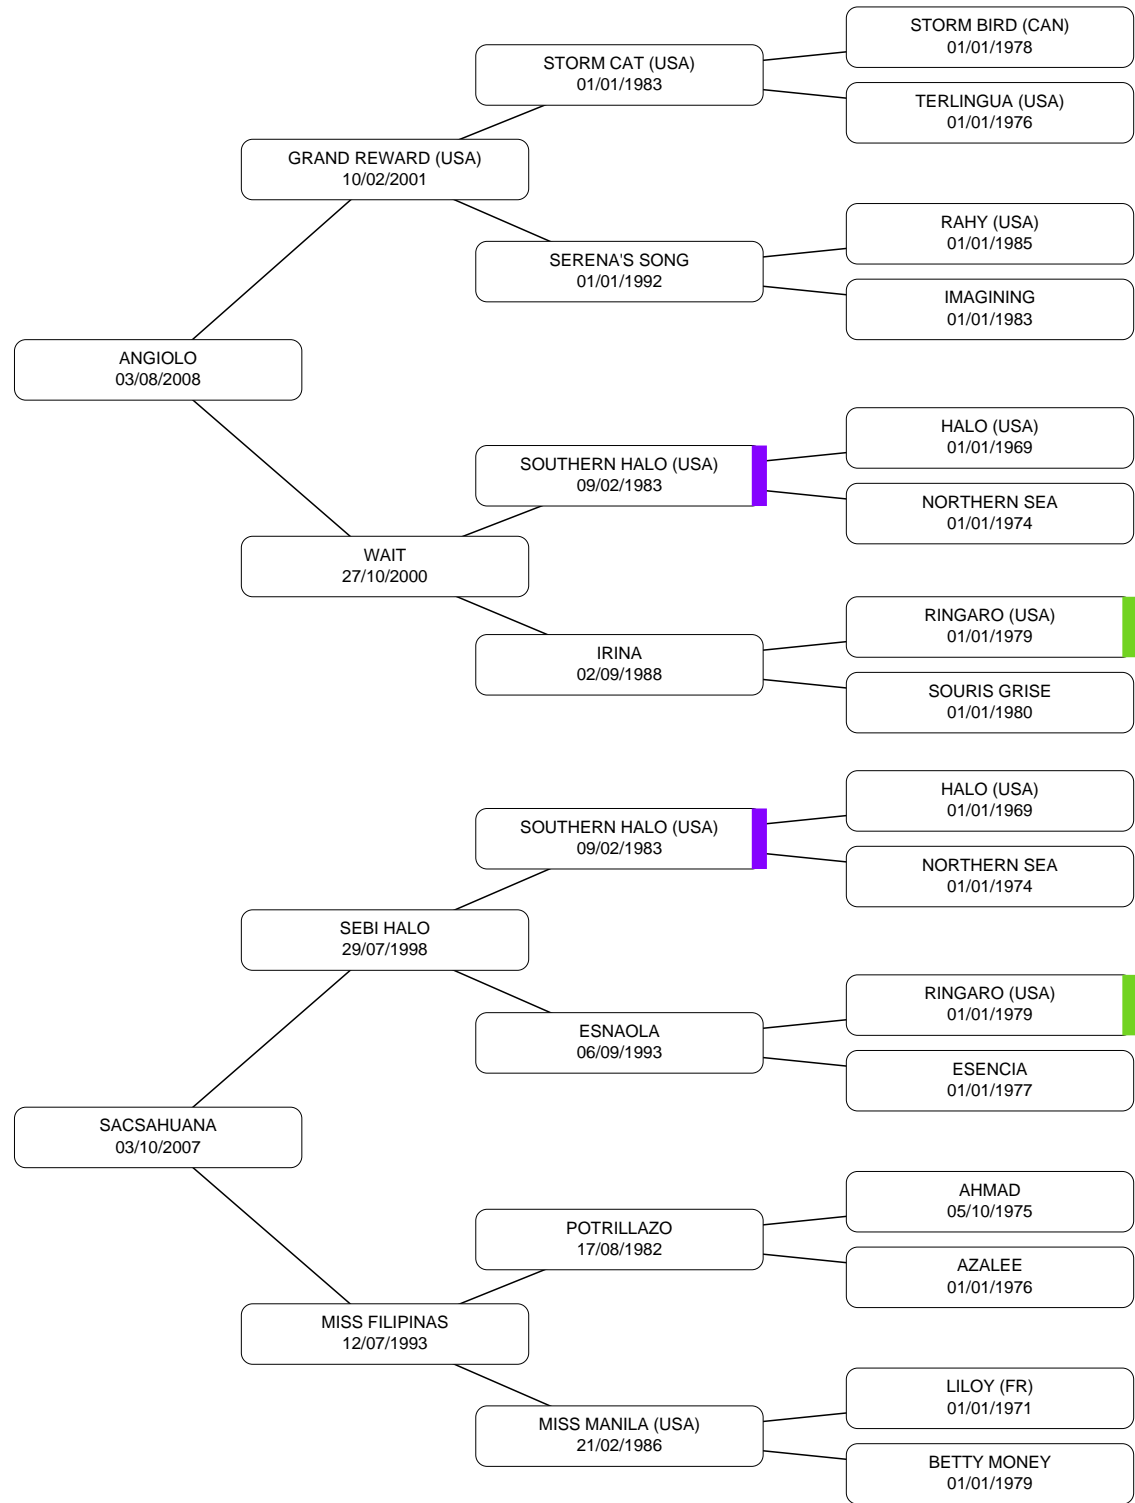 STORM BIRD (CAN)
01/01/1978
STORM CAT (USA)
01/01/1983
TERLINGUA (USA)
01/01/1976
GRAND REWARD (USA)
10/02/2001
RAHY (USA)
01/01/1985
SERENA'S SONG
01/01/1992
IMAGINING
01/01/1983
ANGIOLO
03/08/2008
HALO (USA)
01/01/1969
SOUTHERN HALO (USA)
09/02/1983
NORTHERN SEA
01/01/1974
WAIT
27/10/2000
RINGARO (USA)
01/01/1979
IRINA
02/09/1988
SOURIS GRISE
01/01/1980
HALO (USA)
01/01/1969
SOUTHERN HALO (USA)
09/02/1983
NORTHERN SEA
01/01/1974
SEBI HALO
29/07/1998
RINGARO (USA)
01/01/1979
ESNAOLA
06/09/1993
ESENCIA
01/01/1977
SACSAHUANA
03/10/2007
AHMAD
05/10/1975
POTRILLAZO
17/08/1982
AZALEE
01/01/1976
MISS FILIPINAS
12/07/1993
LILOY (FR)
01/01/1971
MISS MANILA (USA)
21/02/1986
BETTY MONEY
01/01/1979